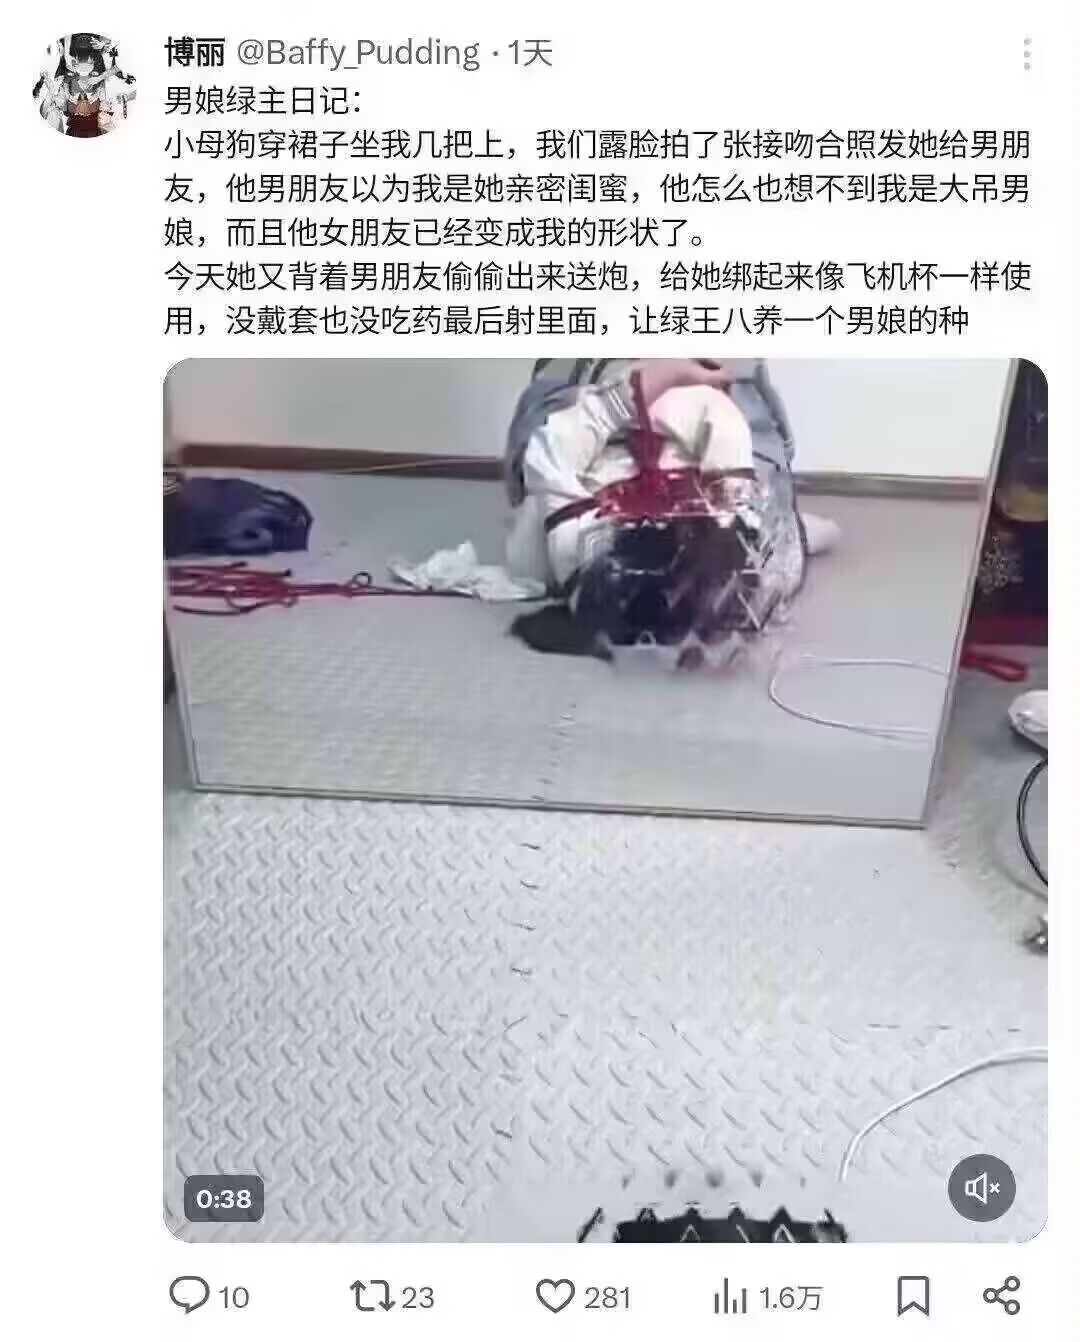 博丽 @Baffy_Pudding · 1天
男娘绿主日记：
小母狗穿裙子坐我几把上，我们露脸拍了张接吻合照发她给男朋
友，他男朋友以为我是她亲密闺蜜，他怎么也想不到我是大吊男
娘，而且他女朋友已经变成我的形状了。
今天她又背着男朋友偷偷出来送炮，给她绑起来像飞机杯一样使
用，没戴套也没吃药最后射里面，让绿王八养一个男娘的种
0:38
10 23 281 1.6万